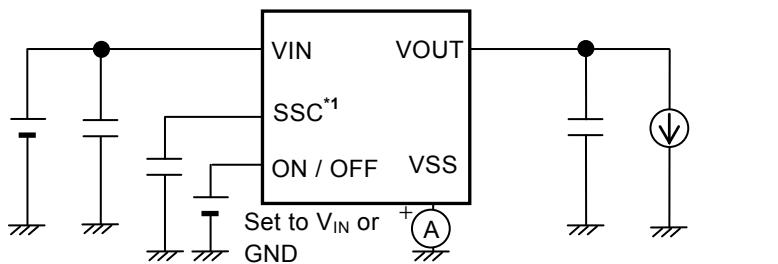 VIN VOUT
SSC*1
ON / OFF VSS
Set to VIN or
GND
+
A